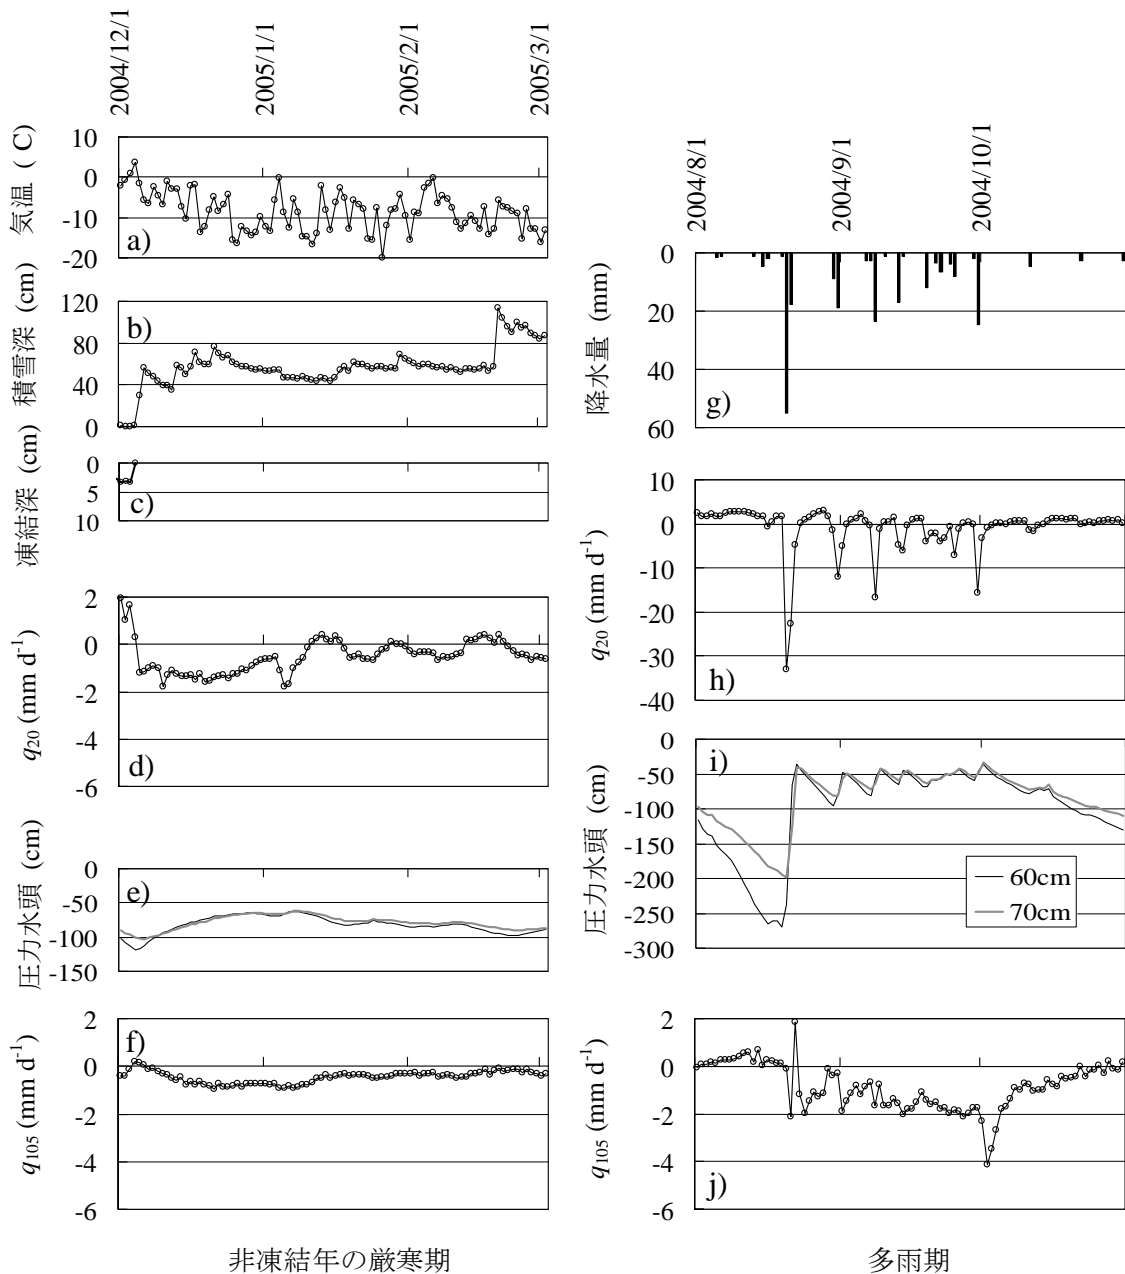 2004/12/1
2005/1/1
2005/2/1
2005/3/1
気温 ( C)
10
0
-10
-20
a)
積雪深 (cm)
120
80
40
0
b)
凍結深 (cm)
0
5
10
c)
q20 (mm d-1)
2
0
-2
-4
-6
d)
圧力水頭 (cm)
0
-50
-100
-150
e)
q105 (mm d-1)
2
0
-2
-4
-6
f)
非凍結年の厳寒期
2004/8/1
2004/9/1
2004/10/1
降水量 (mm)
0
20
40
60
g)
q20 (mm d-1)
10
0
-10
-20
-30
-40
h)
圧力水頭 (cm)
0
-50
-100
-150
-200
-250
-300
i)
60cm
70cm
q105 (mm d-1)
2
0
-2
-4
-6
j)
多雨期